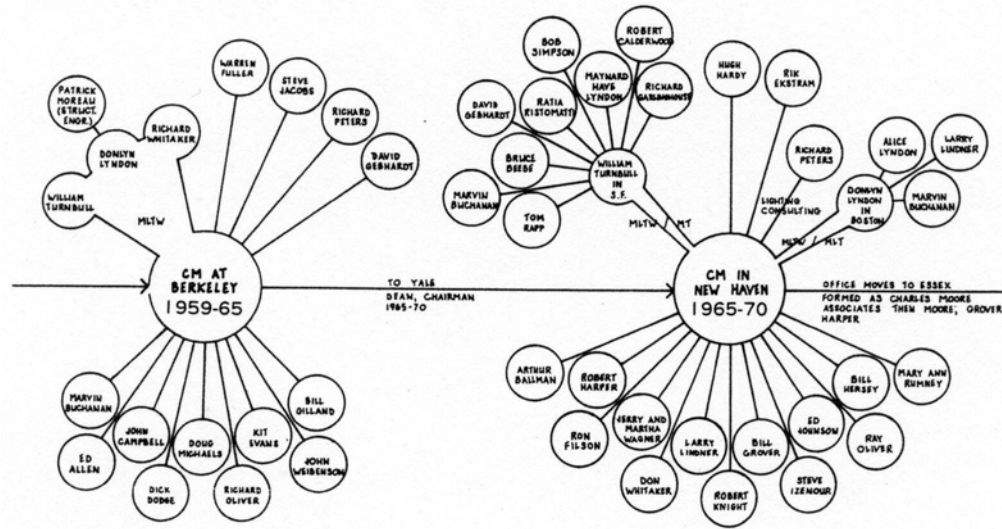 PATRICK
MOREAU
(STRUCT.
ENGR.)
DONLYN
LYNDON
RICHARD
WHITAKER
WILLIAM
TURNBULL
MLTW
WARREN
FULLER
STEVE
JACOBS
RICHARD
PETERS
DAVID
GEBHARDT
CM AT
BERKELEY
1959-65
MARVIN
BUCHANAN
ED
ALLEN
JOHN
CAMPBELL
DICK
DODGE
DOUG
MICHAELS
RICHARD
OLIVER
KIT
EVANS
BILL
GILLAND
JOHN
WEIBENSON
TO YALE
DEAN, CHAIRMAN
1965-70
BOB
SIMPSON
ROBERT
CALDERWOOD
MAYNARD
HAVE
LYNDON
RICHARD
DAVID
GEBHARDT
RATIA
RISTOMATTI
BRUCE
BEEBE
MARVIN
BUCHANAN
TOM
RAPP
WILLIAM
TURNBULL
IN
S.F.
MLTW / MT
HUGH
HARDY
RIK
EKSTRAM
RICHARD
PETERS
LIGHTING
CONSULTING
ALICE
LYNDON
LARRY
LINDNER
DONLYN
LYNDON
IN
BOSTON
MARVIN
BUCHANAN
MLTW / MLT
CM IN
NEW HAVEN
1965-70
OFFICE MOVES TO ESSEX
FORMED AS CHARLES MOORE
ASSOCIATES THEN MOORE, GROVER
HARPER
ARTHUR
BALLMAN
RON
FILSON
ROBERT
HARPER
JERRY AND
MARTHA
WAGNER
DON
WHITAKER
LARRY
LINDNER
ROBERT
KNIGHT
BILL
GROVER
ED
JOHNSON
STEVE
IZENOUR
BILL
HERSEY
RAY
OLIVER
MARY ANN
RUMNEY